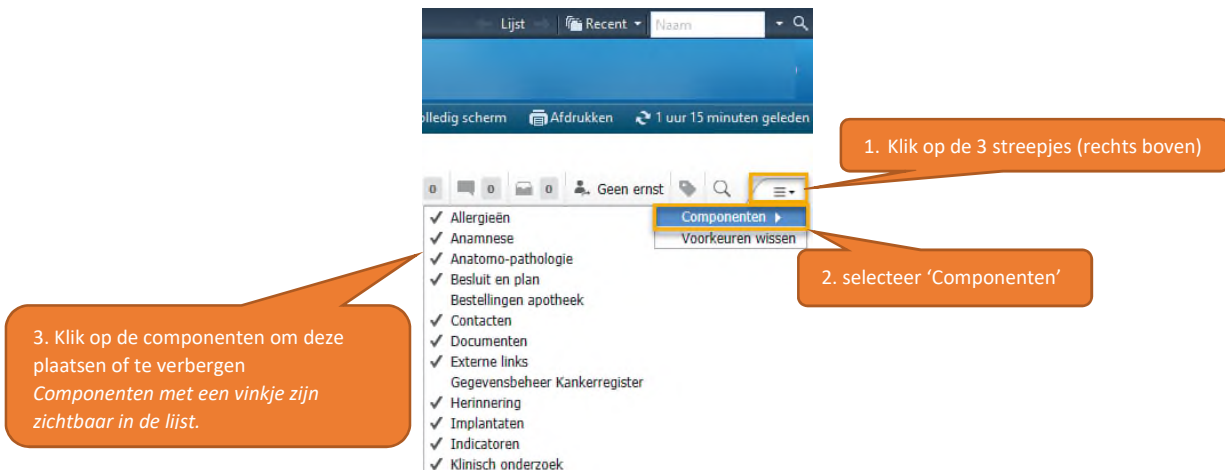 Lijst
Recent
Naam
olledig scherm
Afdrukken
1 uur 15 minuten geleden
1. Klik op de 3 streepjes (rechts boven)
0
0
0
Geen ernst
Componenten
Voorkeuren wissen
2. selecteer ‘Componenten’
Allergieën
Anamnese
Anatomo-pathologie
Besluit en plan
Bestellingen apotheek
Contacten
Documenten
Externe links
Gegevensbeheer Kankerregister
Herinnering
Implantaten
Indicatoren
Klinisch onderzoek
3. Klik op de componenten om deze
plaatsen of te verbergen
Componenten met een vinkje zijn
zichtbaar in de lijst.